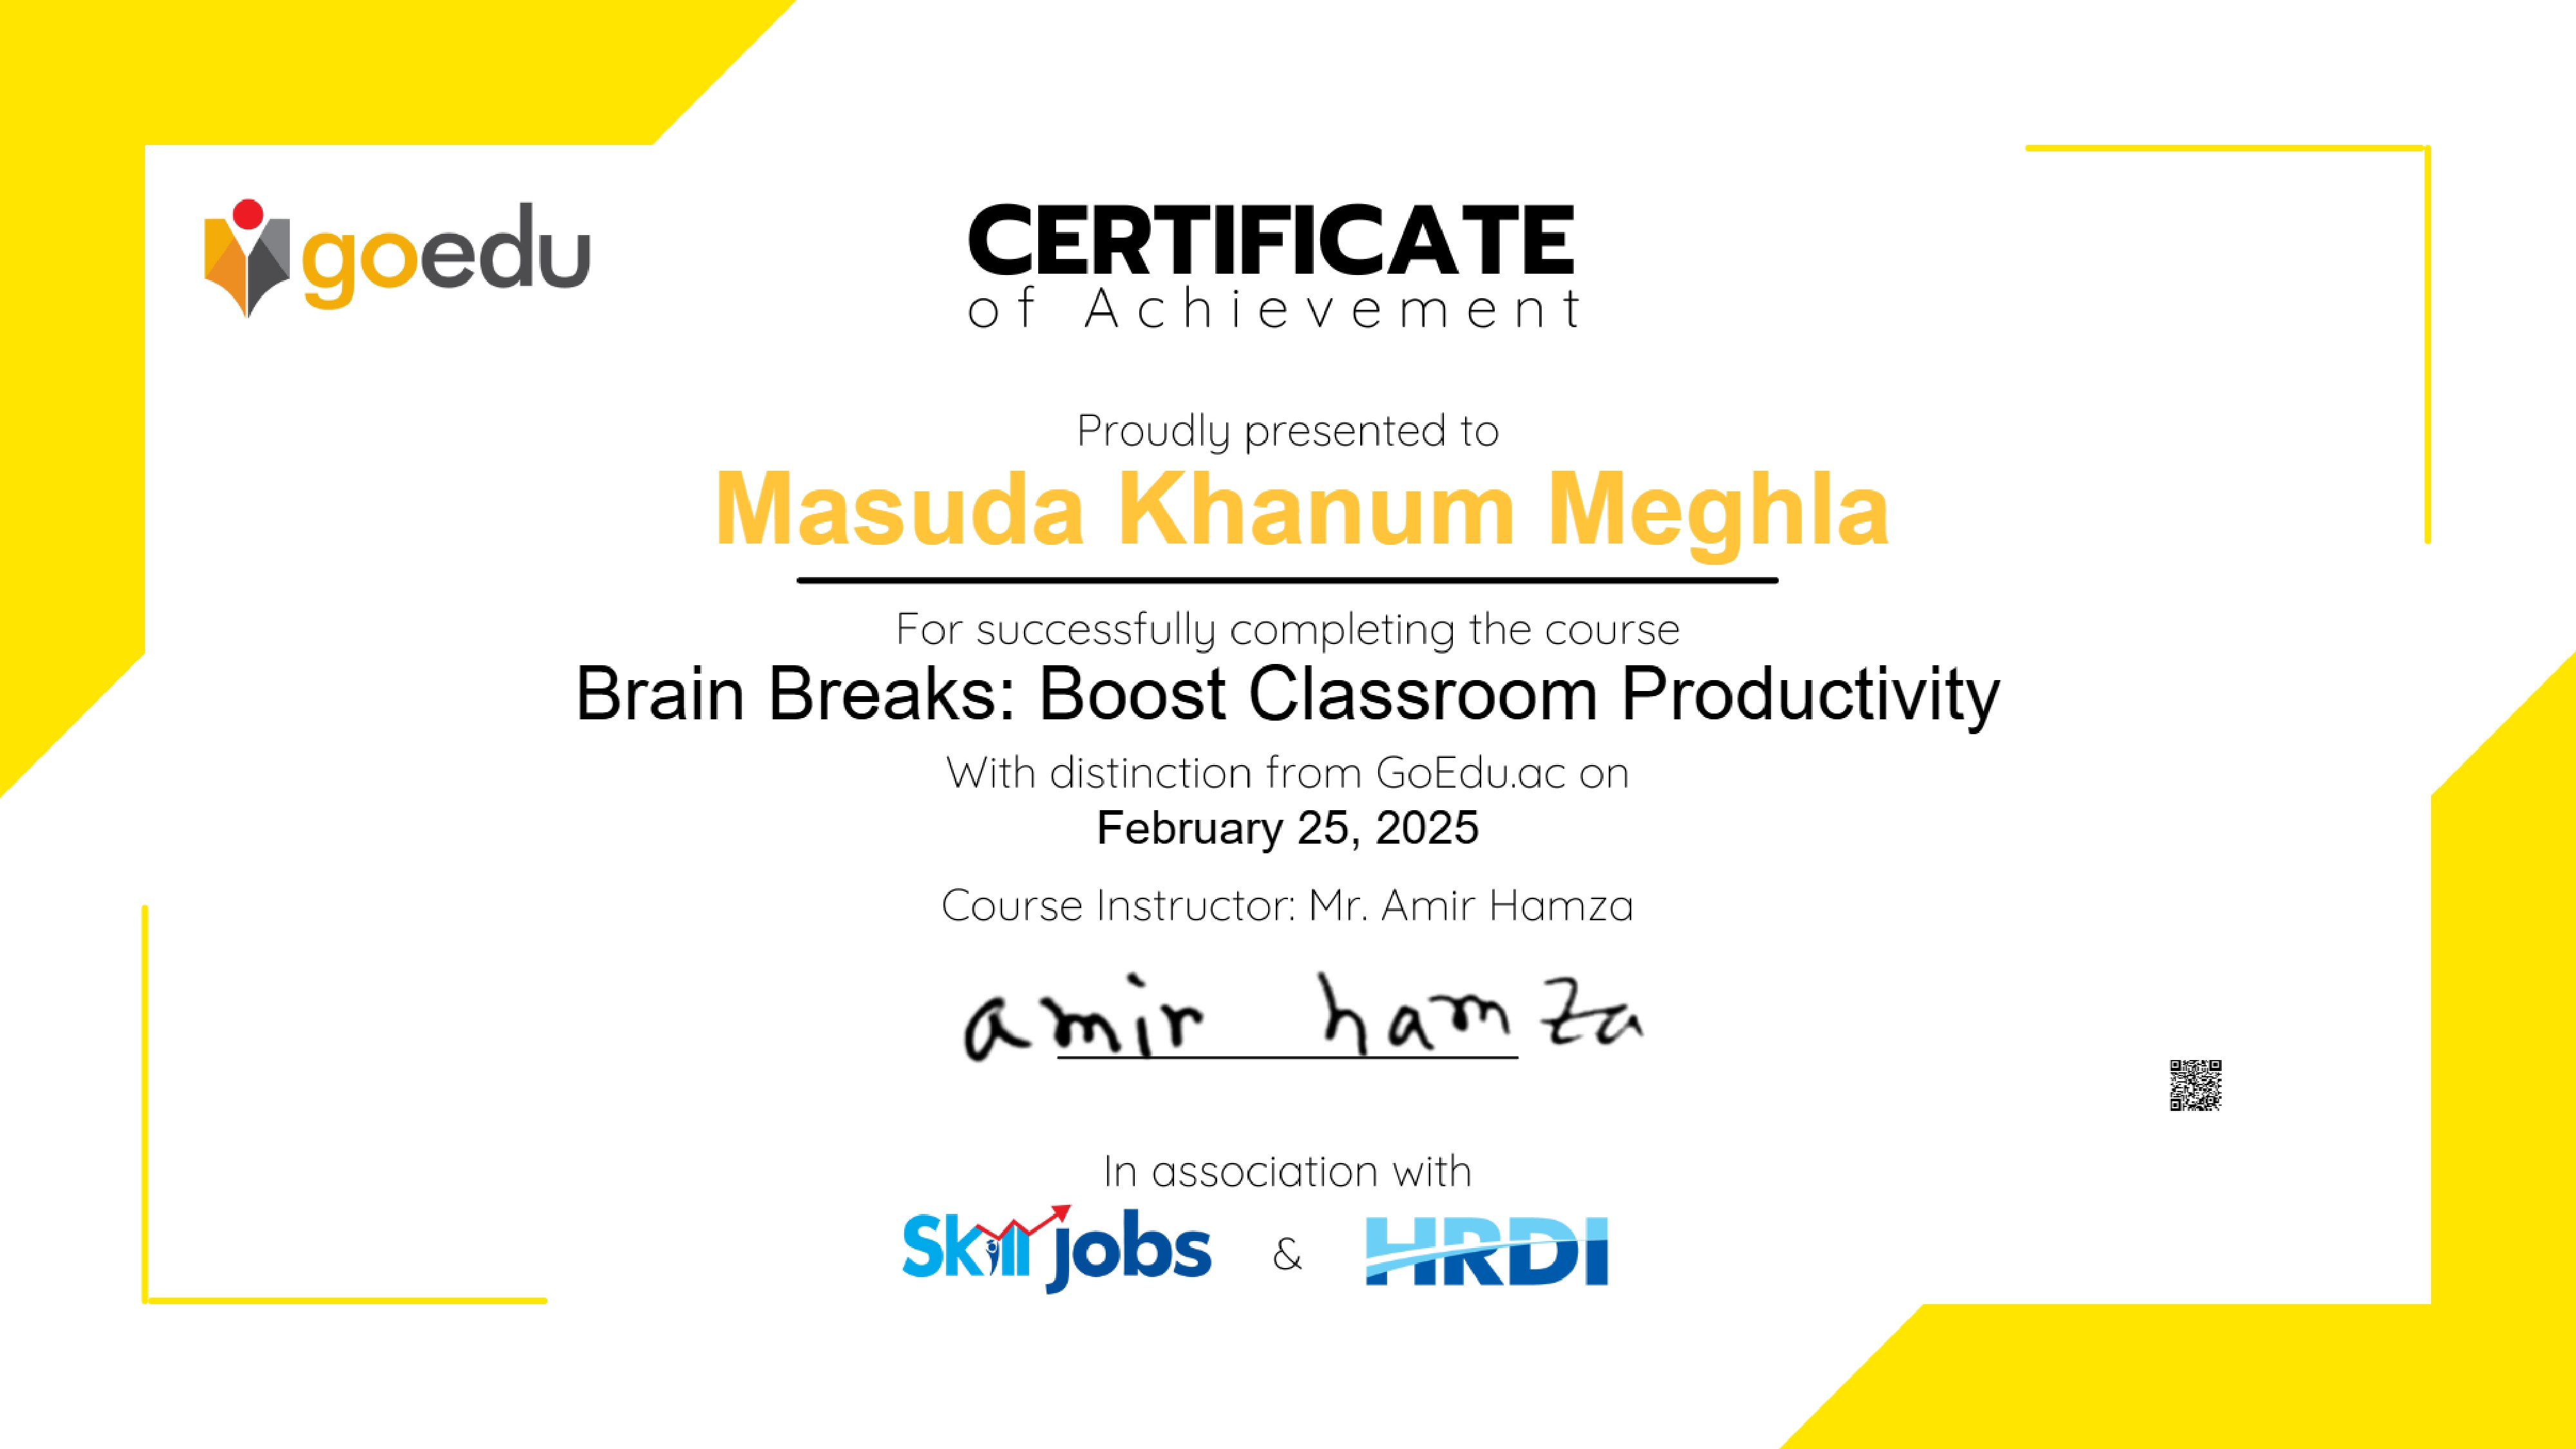 goedu
CERTIFICATE
of Achievement
Proudly presented to
Masuda Khanum Meghla
For successfully completing the course
Brain Breaks: Boost Classroom Productivity
With distinction from GoEdu.ac on
February 25, 2025
Course Instructor: Mr. Amir Hamza
amir hamza
In association with
Skill jobs & HRDI